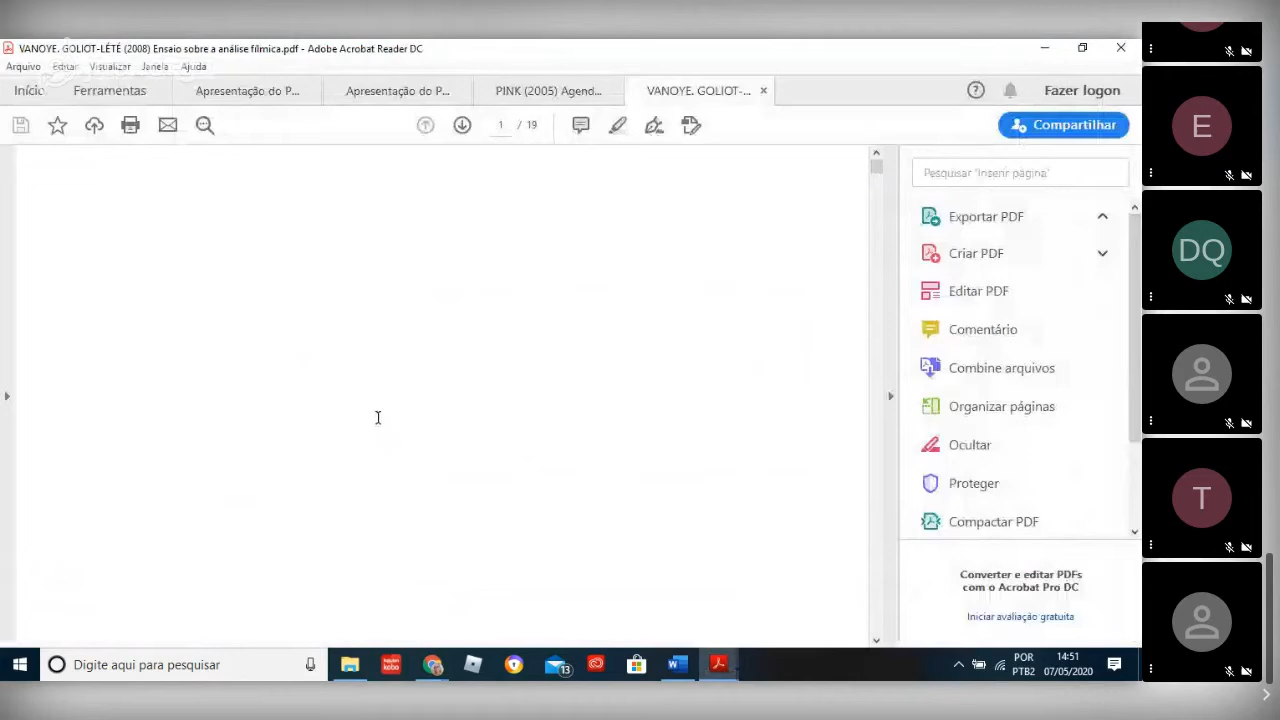 VANOYE, GOLIOT-LÉTÉ (2008) Ensaio sobre a análise fílmica.pdf - Adobe Acrobat Reader DC
Arquivo Editar Visualizar Janela Ajuda
Início Ferramentas Apresentação do P... Apresentação do P... PINK (2005) Agend... VANOYE, GOLIOT-... Fazer logon
1 / 19 Compartilhar
Pesquisar 'Inserir página'
Exportar PDF
Criar PDF
Editar PDF
Comentário
Combine arquivos
Organizar páginas
Ocultar
Proteger
Compactar PDF
Converter e editar PDFs
com o Acrobat Pro DC
Iniciar avaliação gratuita
E
DQ
T
Digite aqui para pesquisar
13
POR
PTB2
14:51
07/05/2020